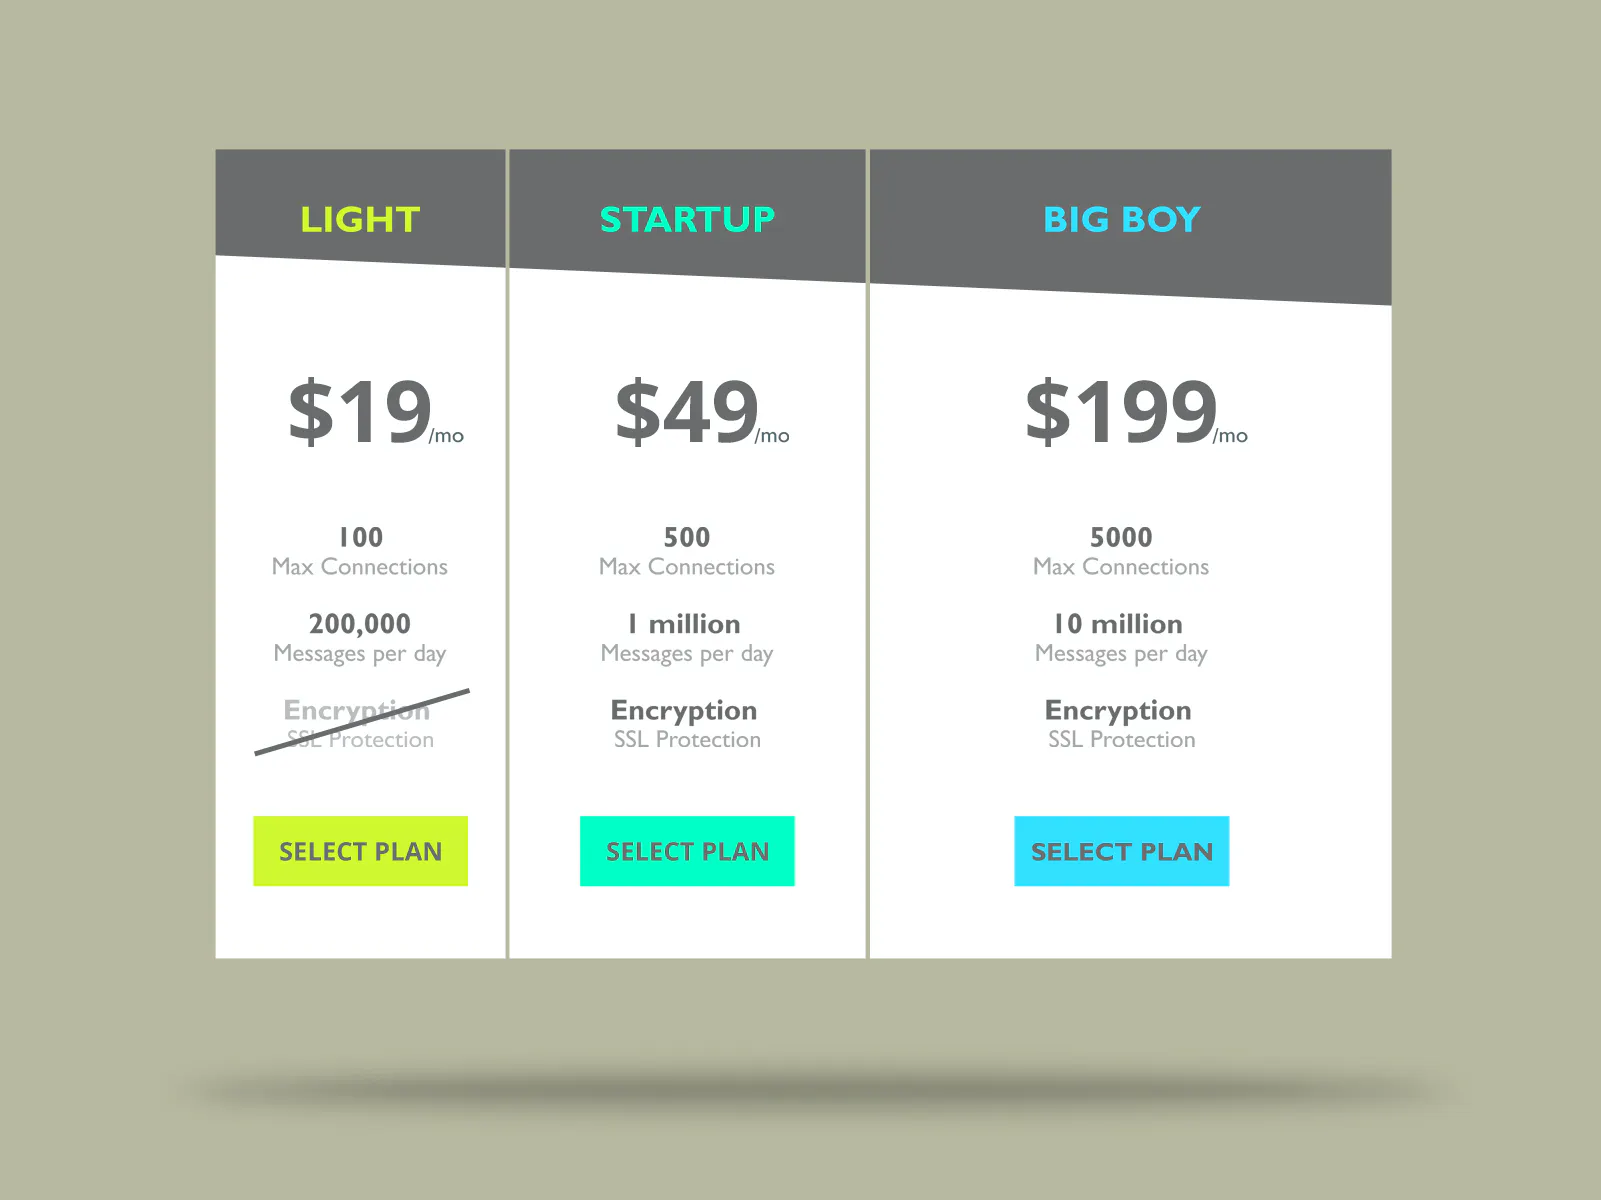 LIGHT
$19/mo
100
Max Connections
200,000
Messages per day
Encryption
SSL Protection
SELECT PLAN
STARTUP
$49/mo
500
Max Connections
1 million
Messages per day
Encryption
SSL Protection
SELECT PLAN
BIG BOY
$199/mo
5000
Max Connections
10 million
Messages per day
Encryption
SSL Protection
SELECT PLAN